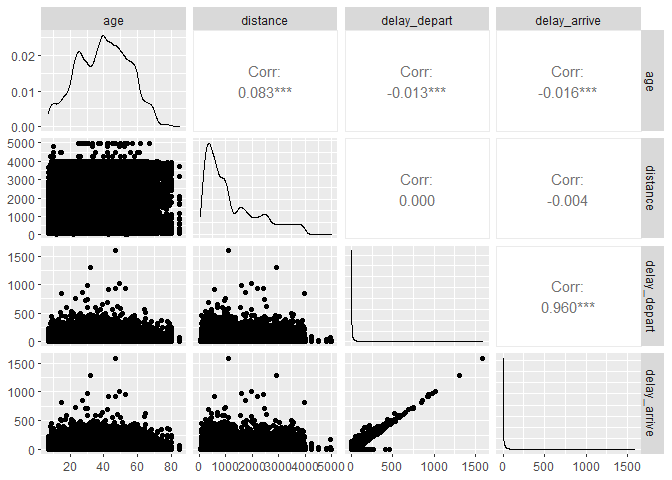 age distance delay_depart delay_arrive
0.02
0.01
0.00
Corr:
0.083***
Corr:
-0.013***
Corr:
-0.016***
age
5000
4000
3000
2000
1000
0
Corr:
0.000
Corr:
-0.004
distance
1500
1000
500
0
Corr:
0.960***
delay_depart
1500
1000
500
0
delay_arrive
20 40 60 80 0 1000 2000 3000 4000 5000 0 500 1000 1500 0 500 1000 1500